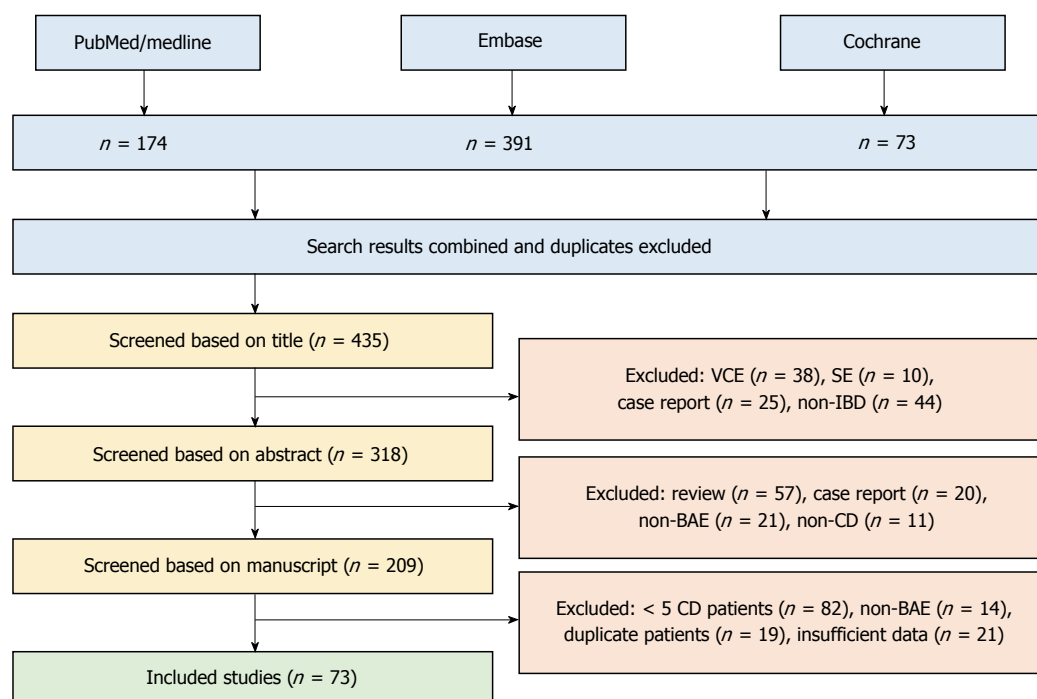 PubMed/medline
Embase
Cochrane
n = 174
n = 391
n = 73
Search results combined and duplicates excluded
Screened based on title (n = 435)
Excluded: VCE (n = 38), SE (n = 10),
case report (n = 25), non-IBD (n = 44)
Screened based on abstract (n = 318)
Excluded: review (n = 57), case report (n = 20),
non-BAE (n = 21), non-CD (n = 11)
Screened based on manuscript (n = 209)
Excluded: < 5 CD patients (n = 82), non-BAE (n = 14),
duplicate patients (n = 19), insufficient data (n = 21)
Included studies (n = 73)